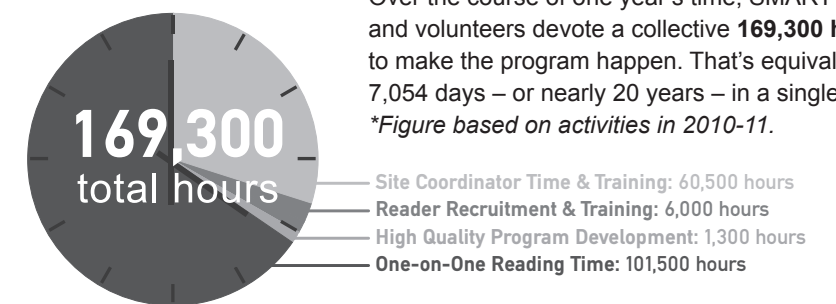 Over the course of one year's time, SMART
and volunteers devote a collective 169,300
to make the program happen. That's
7,054 days – or nearly 20 years – in a single
*Figure based on activities in 2010-11.
169,300
total hours
Site Coordinator Time & Training: 60,500 hours
Reader Recruitment & Training: 6,000 hours
High Quality Program Development: 1,300 hours
One-on-One Reading Time: 101,500 hours